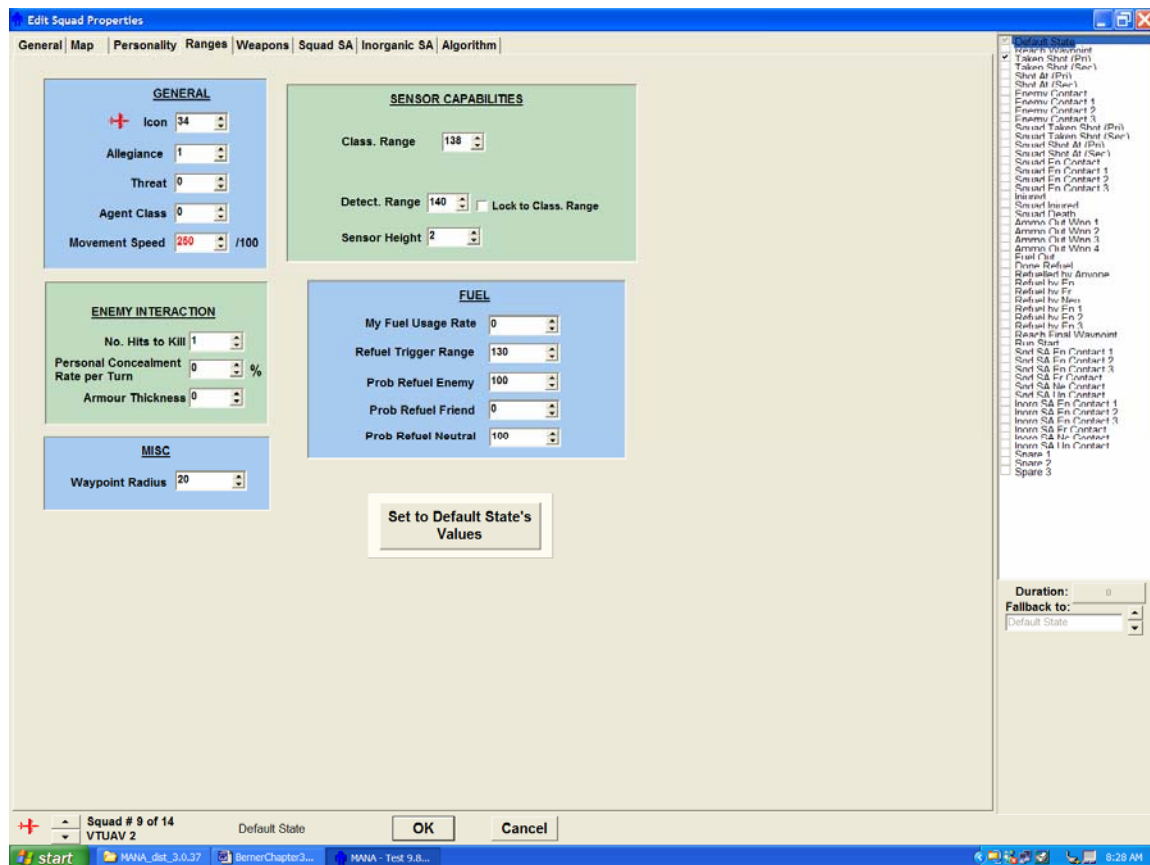 Edit Squad Properties
General Map Personality Ranges Weapons Squad SA Inorganic SA Algorithm
GENERAL
Icon 34
Allegiance 1
Threat 0
Agent Class 0
Movement Speed 250 /100
SENSOR CAPABILITIES
Class. Range 138
Detect. Range 140 Lock to Class. Range
Sensor Height 2
ENEMY INTERACTION
No. Hits to Kill 1
Personal Concealment
Rate per Turn 0 %
Armour Thickness 0
FUEL
My Fuel Usage Rate 0
Refuel Trigger Range 130
Prob Refuel Enemy 100
Prob Refuel Friend 0
Prob Refuel Neutral 100
MISC
Waypoint Radius 20
Set to Default State's
Values
Default State
Reach Waypoint
Taken Shot (Pri)
Taken Shot (Sec)
Shot At (Pri)
Shot At (Sec)
Enemy Contact
Enemy Contact 1
Enemy Contact 2
Enemy Contact 3
Squad Taken Shot (Pri)
Squad Taken Shot (Sec)
Squad Shot At (Pri)
Squad Shot At (Sec)
Squad En Contact
Squad En Contact 1
Squad En Contact 2
Squad En Contact 3
Injured
Squad Injured
Squad Death
Ammo Out Wpn 1
Ammo Out Wpn 2
Ammo Out Wpn 3
Ammo Out Wpn 4
Fuel Out
Done Refuel
Refuelled by Anyone
Refuel by En
Refuel by Fr
Refuel by Neu
Refuel by En 1
Refuel by En 2
Refuel by En 3
Reach Final Waypoint
Run Start
Sqd SA En Contact 1
Sqd SA En Contact 2
Sqd SA En Contact 3
Sqd SA Fr Contact
Sqd SA Ne Contact
Sqd SA Un Contact
Inorg SA En Contact 1
Inorg SA En Contact 2
Inorg SA En Contact 3
Inorg SA Fr Contact
Inorg SA Ne Contact
Inorg SA Un Contact
Spare 1
Spare 2
Spare 3
Duration: 0
Fallback to:
Default State
Squad # 9 of 14
VTUAV 2
Default State
OK
Cancel
start MANA_dist_3.0.37 BernerChapter3... MANA - Test 9.8... 8:28 AM